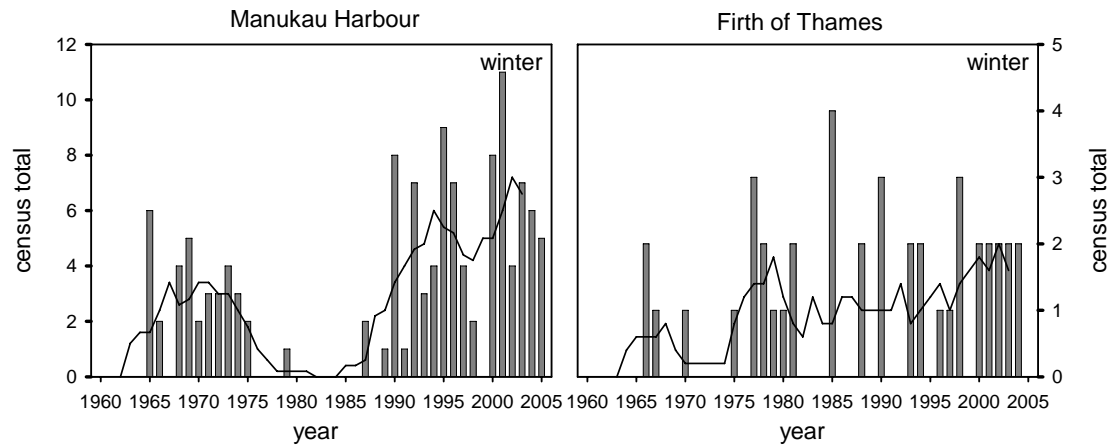 Manukau Harbour
Firth of Thames
winter
winter
12
10
8
6
4
2
0
5
4
3
2
1
0
census total
census total
1960 1965 1970 1975 1980 1985 1990 1995 2000 2005
1960 1965 1970 1975 1980 1985 1990 1995 2000 2005
year
year